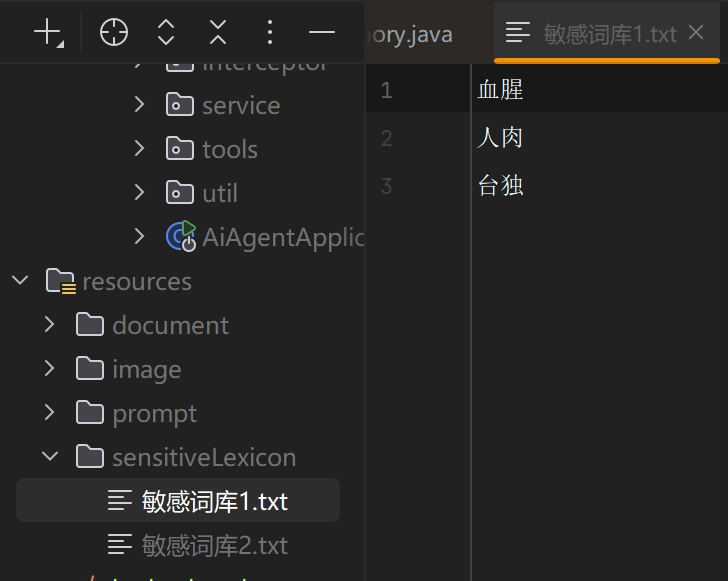 ory.java
敏感词库1.txt
interceptor
service
tools
util
AiAgentApplic
resources
document
image
prompt
sensitiveLexicon
敏感词库1.txt
敏感词库2.txt
1 血腥
2 人肉
3 台独